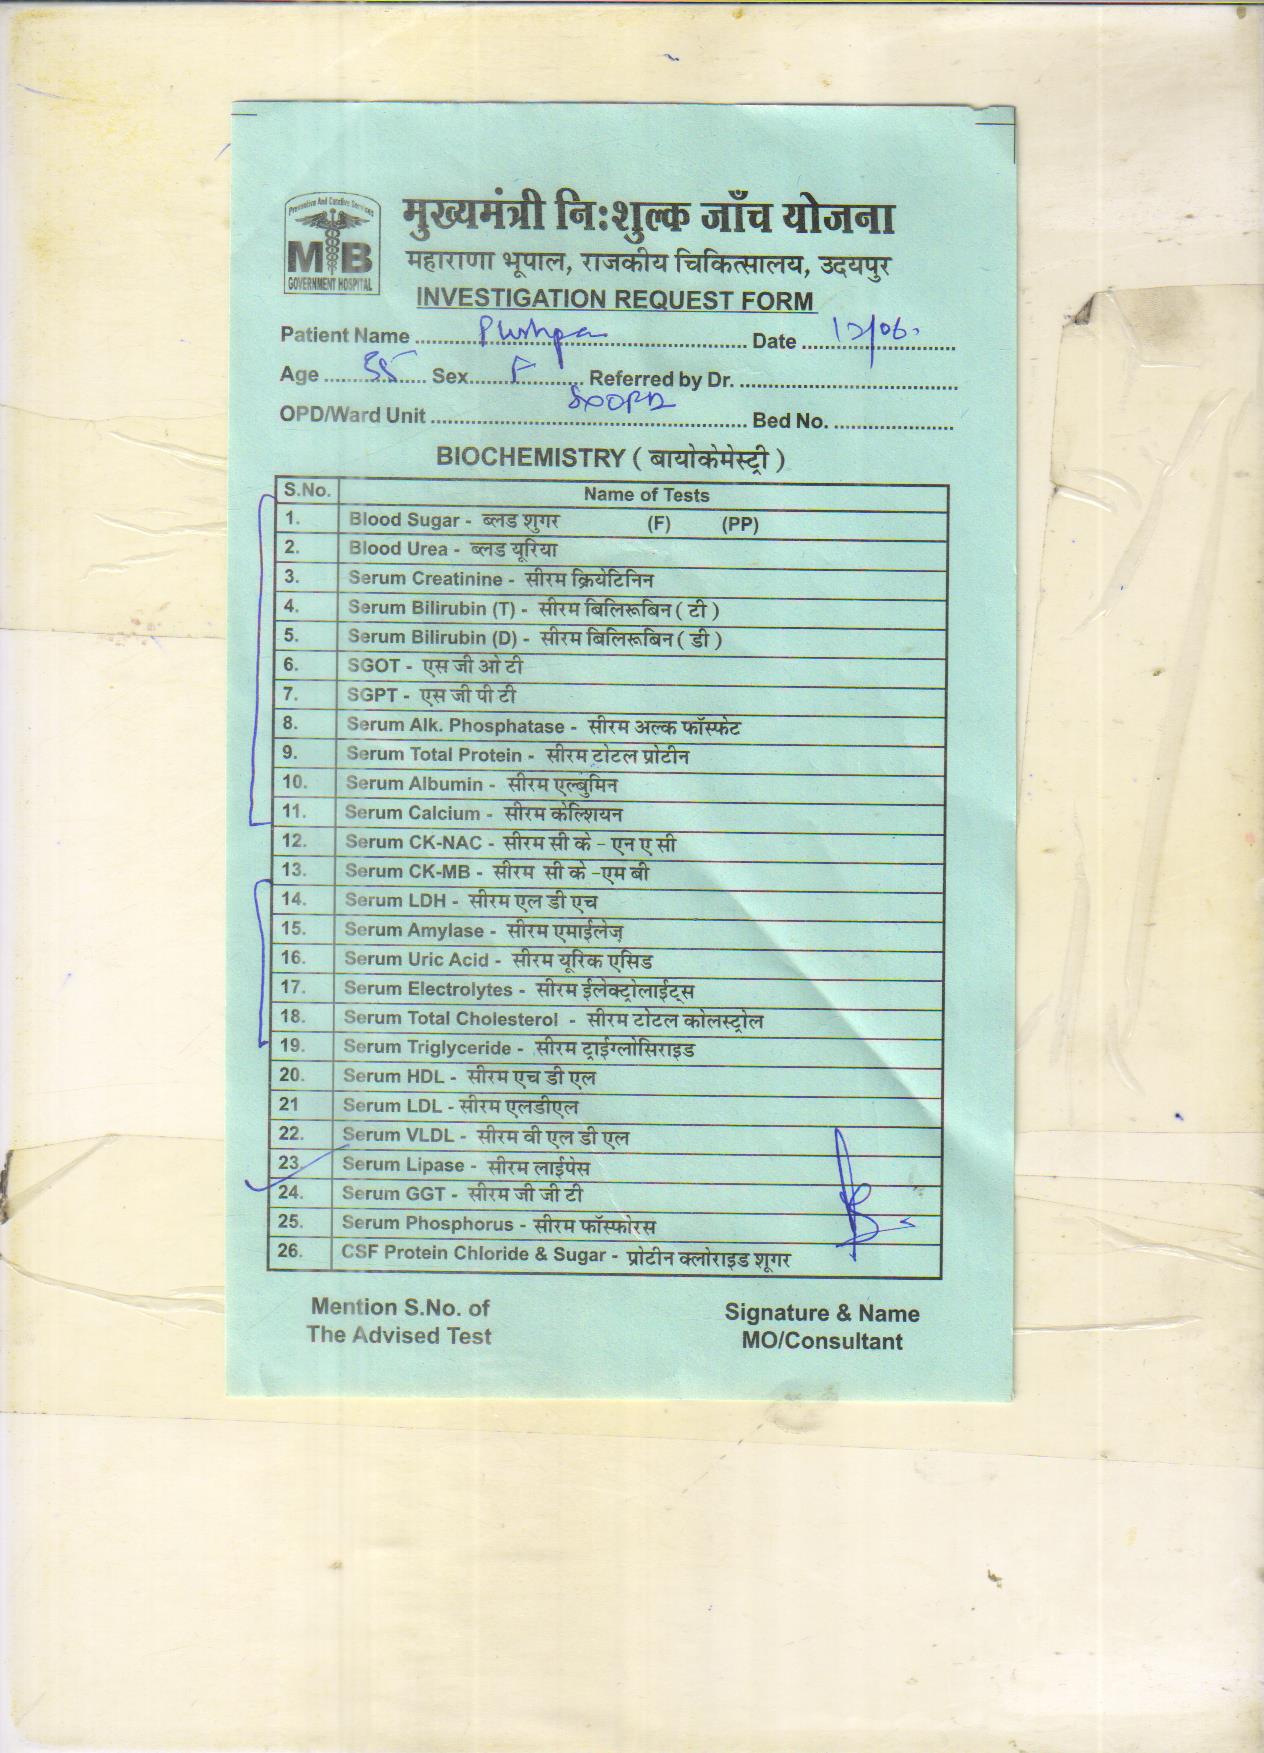 Preventive And Curative Services
MB
GOVERNMENT HOSPITAL
मुख्यमंत्री निःशुल्क जाँच योजना
महाराणा भूपाल, राजकीय चिकित्सालय, उदयपुर
INVESTIGATION REQUEST FORM
Patient Name Pushpa Date 12/06
Age 35 Sex F Referred by Dr.
OPD/Ward Unit Bed No.
BIOCHEMISTRY ( बायोकेमेस्ट्री )
S.No. Name of Tests
1. Blood Sugar - ब्लड शुगर (F) (PP)
2. Blood Urea - ब्लड यूरिया
3. Serum Creatinine - सीरम क्रियेटिनिन
4. Serum Bilirubin (T) - सीरम बिलिरूबिन ( टी )
5. Serum Bilirubin (D) - सीरम बिलिरूबिन ( डी )
6. SGOT - एस जी ओ टी
7. SGPT - एस जी पी टी
8. Serum Alk. Phosphatase - सीरम अल्क फॉस्फेट
9. Serum Total Protein - सीरम टोटल प्रोटीन
10. Serum Albumin - सीरम एल्बुमिन
11. Serum Calcium - सीरम केल्शियन
12. Serum CK-NAC - सीरम सी के - एन ए सी
13. Serum CK-MB - सीरम सी के -एम बी
14. Serum LDH - सीरम एल डी एच
15. Serum Amylase - सीरम एमाईलेज़
16. Serum Uric Acid - सीरम यूरिक एसिड
17. Serum Electrolytes - सीरम ईलेक्ट्रोलाईट्स
18. Serum Total Cholesterol - सीरम टोटल कोलस्ट्रोल
19. Serum Triglyceride - सीरम ट्राईग्लोसिराइड
20. Serum HDL - सीरम एच डी एल
21 Serum LDL - सीरम एलडीएल
22. Serum VLDL - सीरम वी एल डी एल
23. Serum Lipase - सीरम लाईपेस
24. Serum GGT - सीरम जी जी टी
25. Serum Phosphorus - सीरम फॉस्फोरस
26. CSF Protein Chloride & Sugar - प्रोटीन क्लोराइड शूगर
Mention S.No. of Signature & Name
The Advised Test MO/Consultant